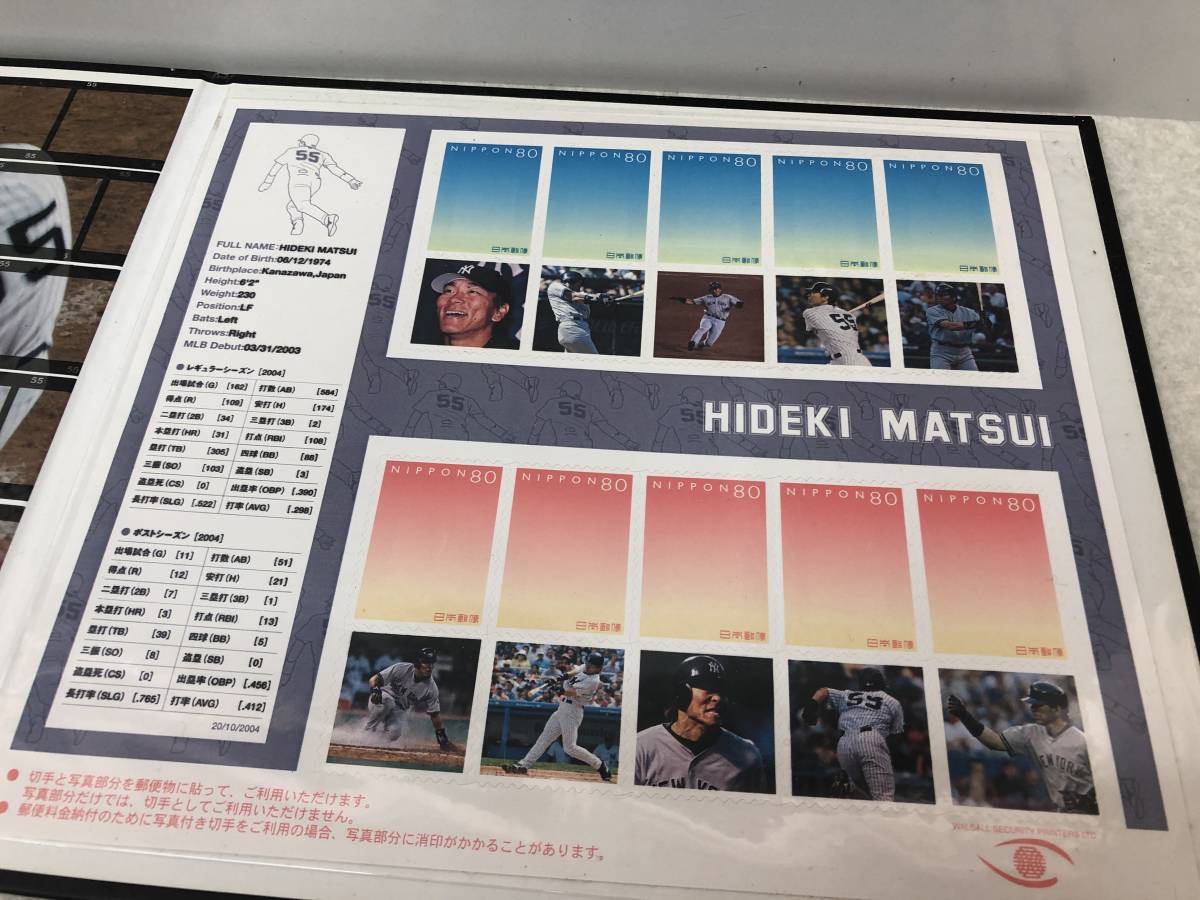 55
55
55
55
55
FULL NAME:HIDEKI MATSUI
Date of Birth:06/12/1974
Birthplace:Kanazawa,Japan
Height:6'2"
Weight:230
Position:LF
Bats:Left
Throws:Right
MLB Debut:03/31/2003
● レギュラーシーズン [2004]
出場試合(G) [162] 打数(AB) [584]
得点(R) [109] 安打(H) [174]
二塁打(2B) [34] 三塁打(3B) [2]
本塁打(HR) [31] 打点(RBI) [108]
塁打(TB) [305] 四球(BB) [88]
三振(SO) [103] 盗塁(SB) [3]
盗塁死(CS) [0] 出塁率(OBP) [.390]
長打率(SLG) [.522] 打率(AVG) [.298]
● ポストシーズン [2004]
出場試合(G) [11] 打数(AB) [51]
得点(R) [12] 安打(H) [21]
二塁打(2B) [7] 三塁打(3B) [1]
本塁打(HR) [3] 打点(RBI) [13]
塁打(TB) [39] 四球(BB) [5]
三振(SO) [8] 盗塁(SB) [0]
盗塁死(CS) [0] 出塁率(OBP) [.456]
長打率(SLG) [.765] 打率(AVG) [.412]
20/10/2004
NIPPON 80 NIPPON 80 NIPPON 80 NIPPON 80 NIPPON 80
日本郵便 日本郵便 日本郵便 日本郵便 日本郵便
55
HIDEKI MATSUI
NIPPON 80 NIPPON 80 NIPPON 80 NIPPON 80 NIPPON 80
日本郵便 日本郵便 日本郵便 日本郵便 日本郵便
55
NEW YORK
● 切手と写真部分を郵便物に貼って、ご利用いただけます。
写真部分だけでは、切手としてご利用いただけません。
● 郵便料金納付のために写真付き切手をご利用の場合、写真部分に消印がかかることがあります。
WALSALL SECURITY PRINTERS LTD